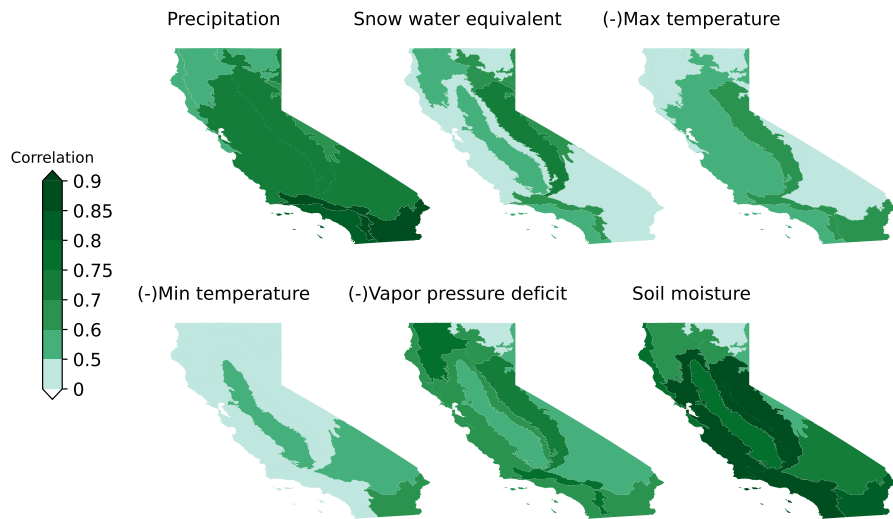 Precipitation
Snow water equivalent
(-)Max temperature
Correlation
0.9
0.85
0.8
0.75
0.7
0.6
0.5
0
(-)Min temperature
(-)Vapor pressure deficit
Soil moisture